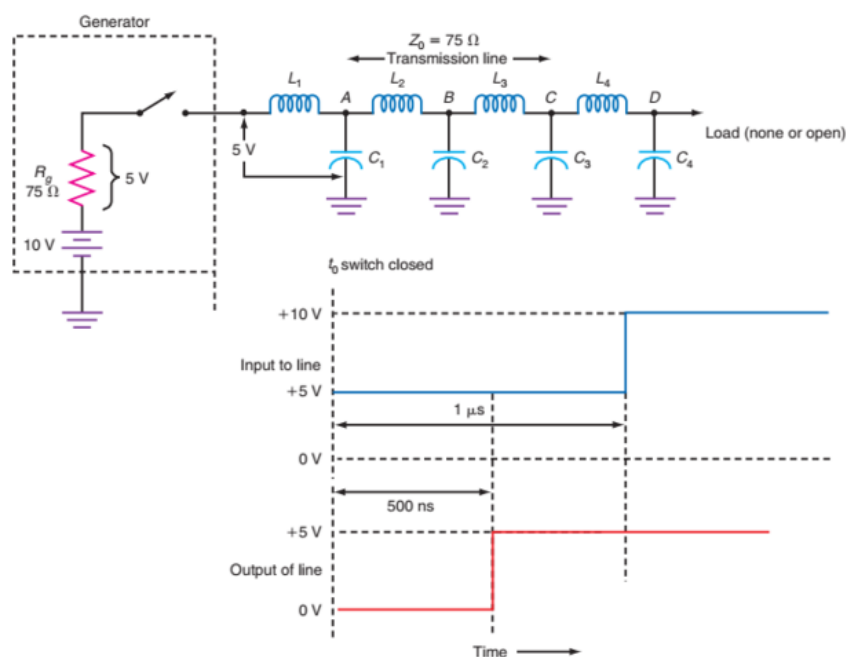 Generator
Z₀ = 75 Ω
Transmission line
L₁
A
L₂
B
L₃
C
L₄
D
Load (none or open)
5 V
C₁
C₂
C₃
C₄
R_g
75 Ω
5 V
10 V
t₀ switch closed
+10 V
Input to line
+5 V
1 μs
0 V
500 ns
+5 V
Output of line
0 V
Time